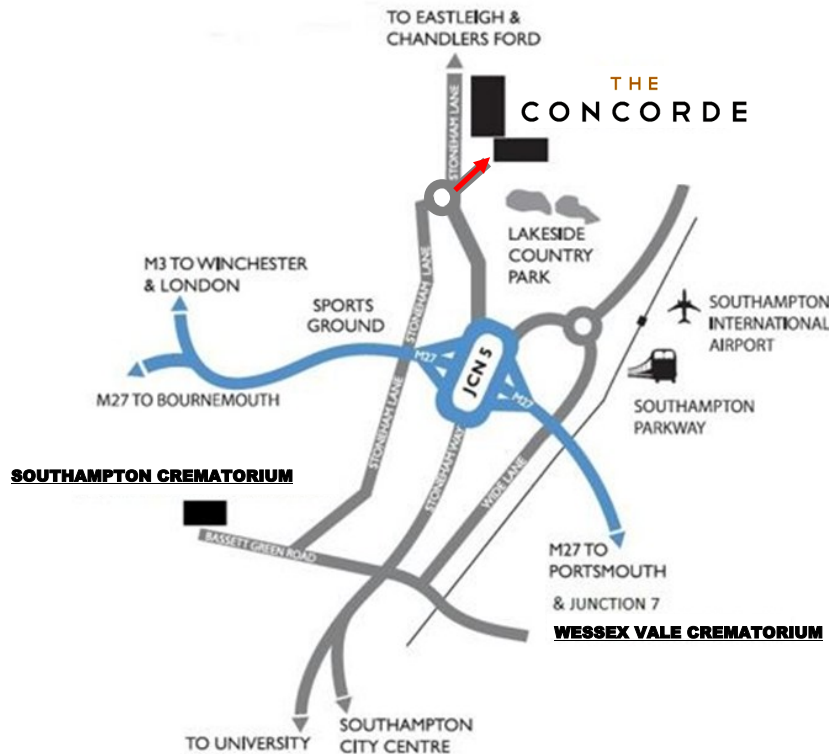 TO EASTLEIGH &
CHANDLERS FORD
THE
CONCORDE
STONEHAM LANE
LAKESIDE
COUNTRY
PARK
M3 TO WINCHESTER
& LONDON
SPORTS
GROUND
STONEHAM LANE
SOUTHAMPTON
INTERNATIONAL
AIRPORT
M27
JCN 5
M27
M27 TO BOURNEMOUTH
SOUTHAMPTON
PARKWAY
STONEHAM LANE
STONEHAM WAY
WIDE LANE
SOUTHAMPTON CREMATORIUM
BASSETT GREEN ROAD
M27 TO
PORTSMOUTH
& JUNCTION 7
WESSEX VALE CREMATORIUM
TO UNIVERSITY
SOUTHAMPTON
CITY CENTRE